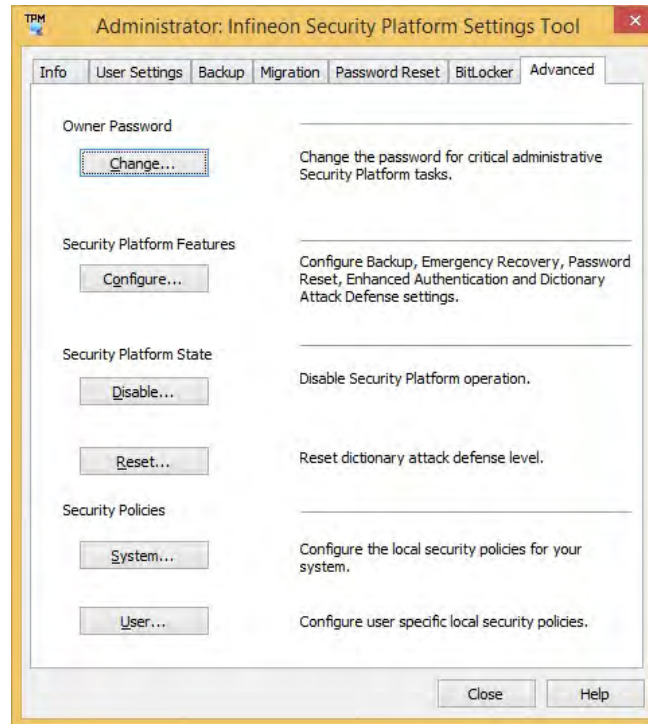 TPM
Administrator: Infineon Security Platform Settings Tool
Info User Settings Backup Migration Password Reset BitLocker Advanced
Owner Password
Change...
Change the password for critical administrative
Security Platform tasks.
Security Platform Features
Configure...
Configure Backup, Emergency Recovery, Password
Reset, Enhanced Authentication and Dictionary
Attack Defense settings.
Security Platform State
Disable...
Disable Security Platform operation.
Reset...
Reset dictionary attack defense level.
Security Policies
System...
Configure the local security policies for your
system.
User...
Configure user specific local security policies.
Close Help